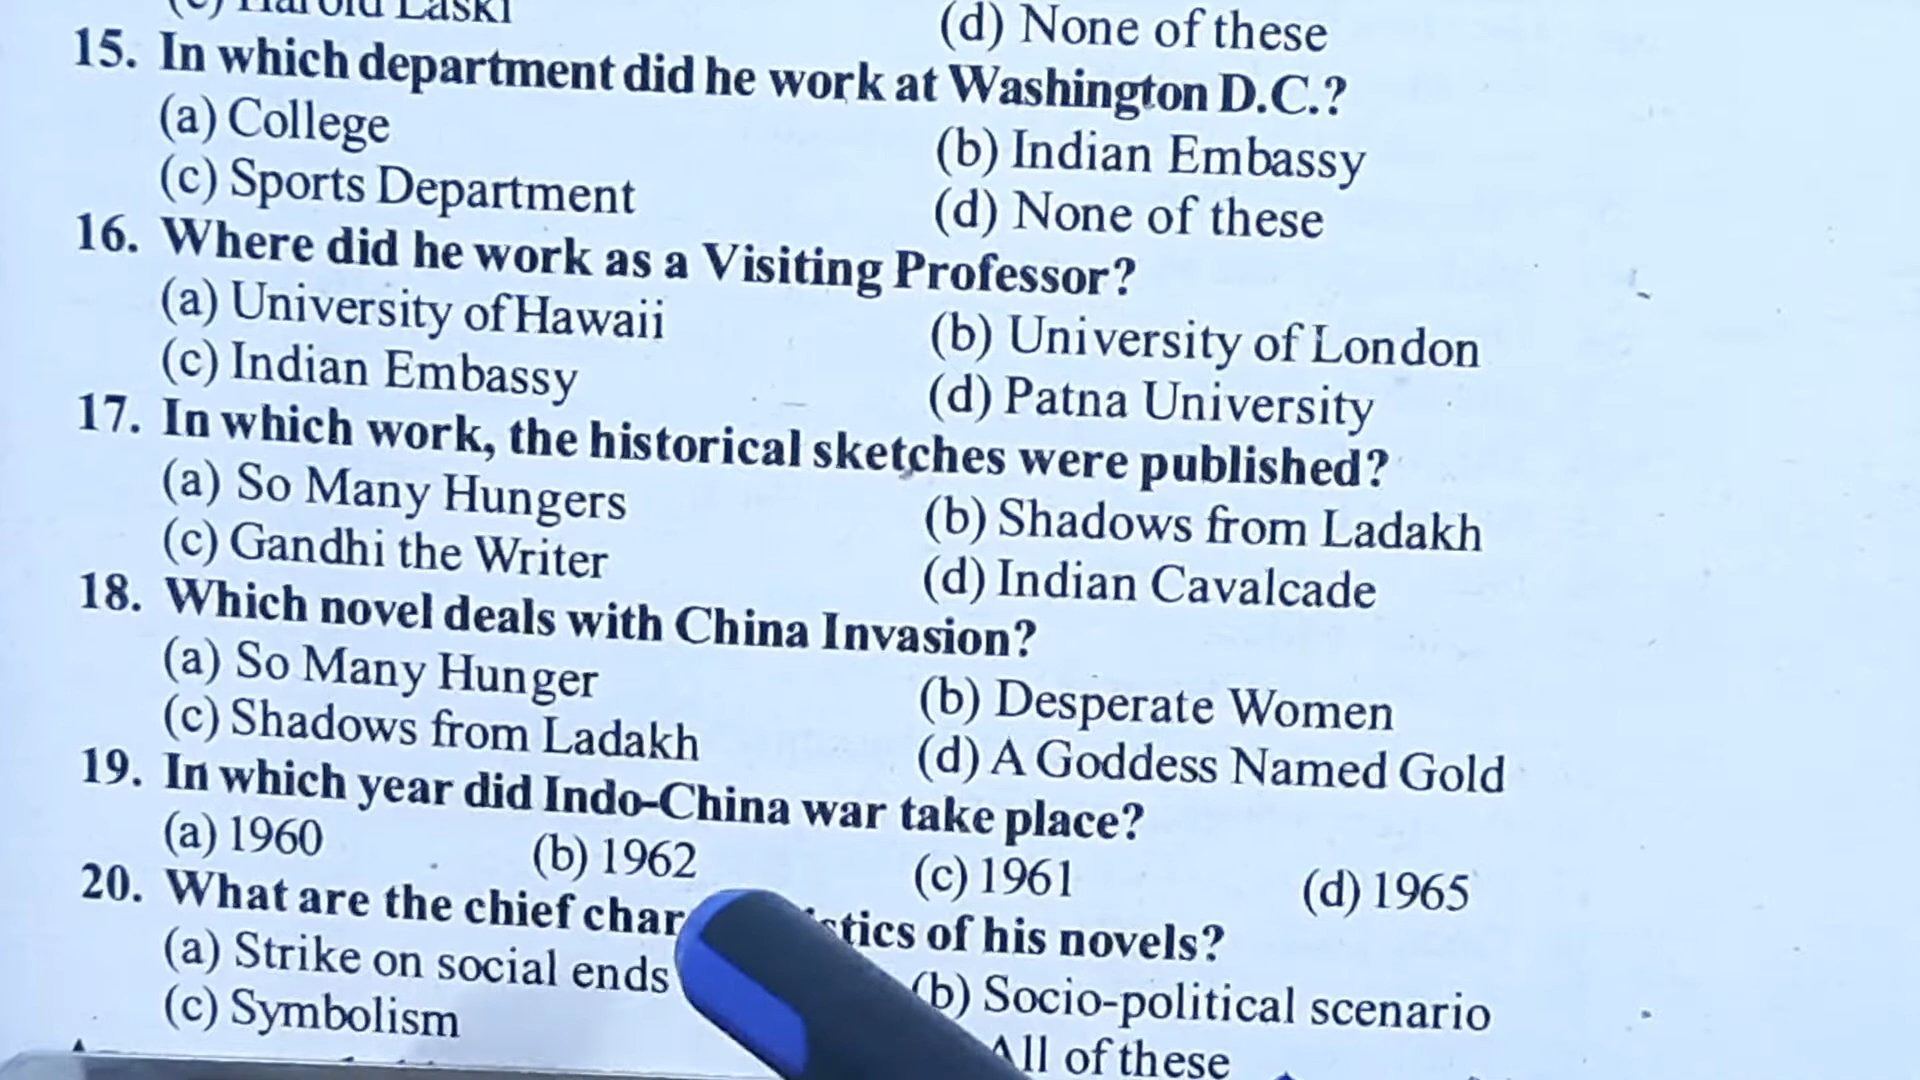 (c) Harold Laski (d) None of these
15. In which department did he work at Washington D.C.?
(a) College (b) Indian Embassy
(c) Sports Department (d) None of these
16. Where did he work as a Visiting Professor?
(a) University of Hawaii (b) University of London
(c) Indian Embassy (d) Patna University
17. In which work, the historical sketches were published?
(a) So Many Hungers (b) Shadows from Ladakh
(c) Gandhi the Writer (d) Indian Cavalcade
18. Which novel deals with China Invasion?
(a) So Many Hunger (b) Desperate Women
(c) Shadows from Ladakh (d) A Goddess Named Gold
19. In which year did Indo-China war take place?
(a) 1960 (b) 1962 (c) 1961 (d) 1965
20. What are the chief of his novels?
(a) Strike on social ends (b) Socio-political scenario
(c) Symbolism All of these